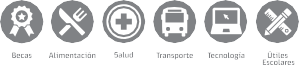 Becas
Alimentación
Salud
Transporte
Tecnología
Útiles
Escolares